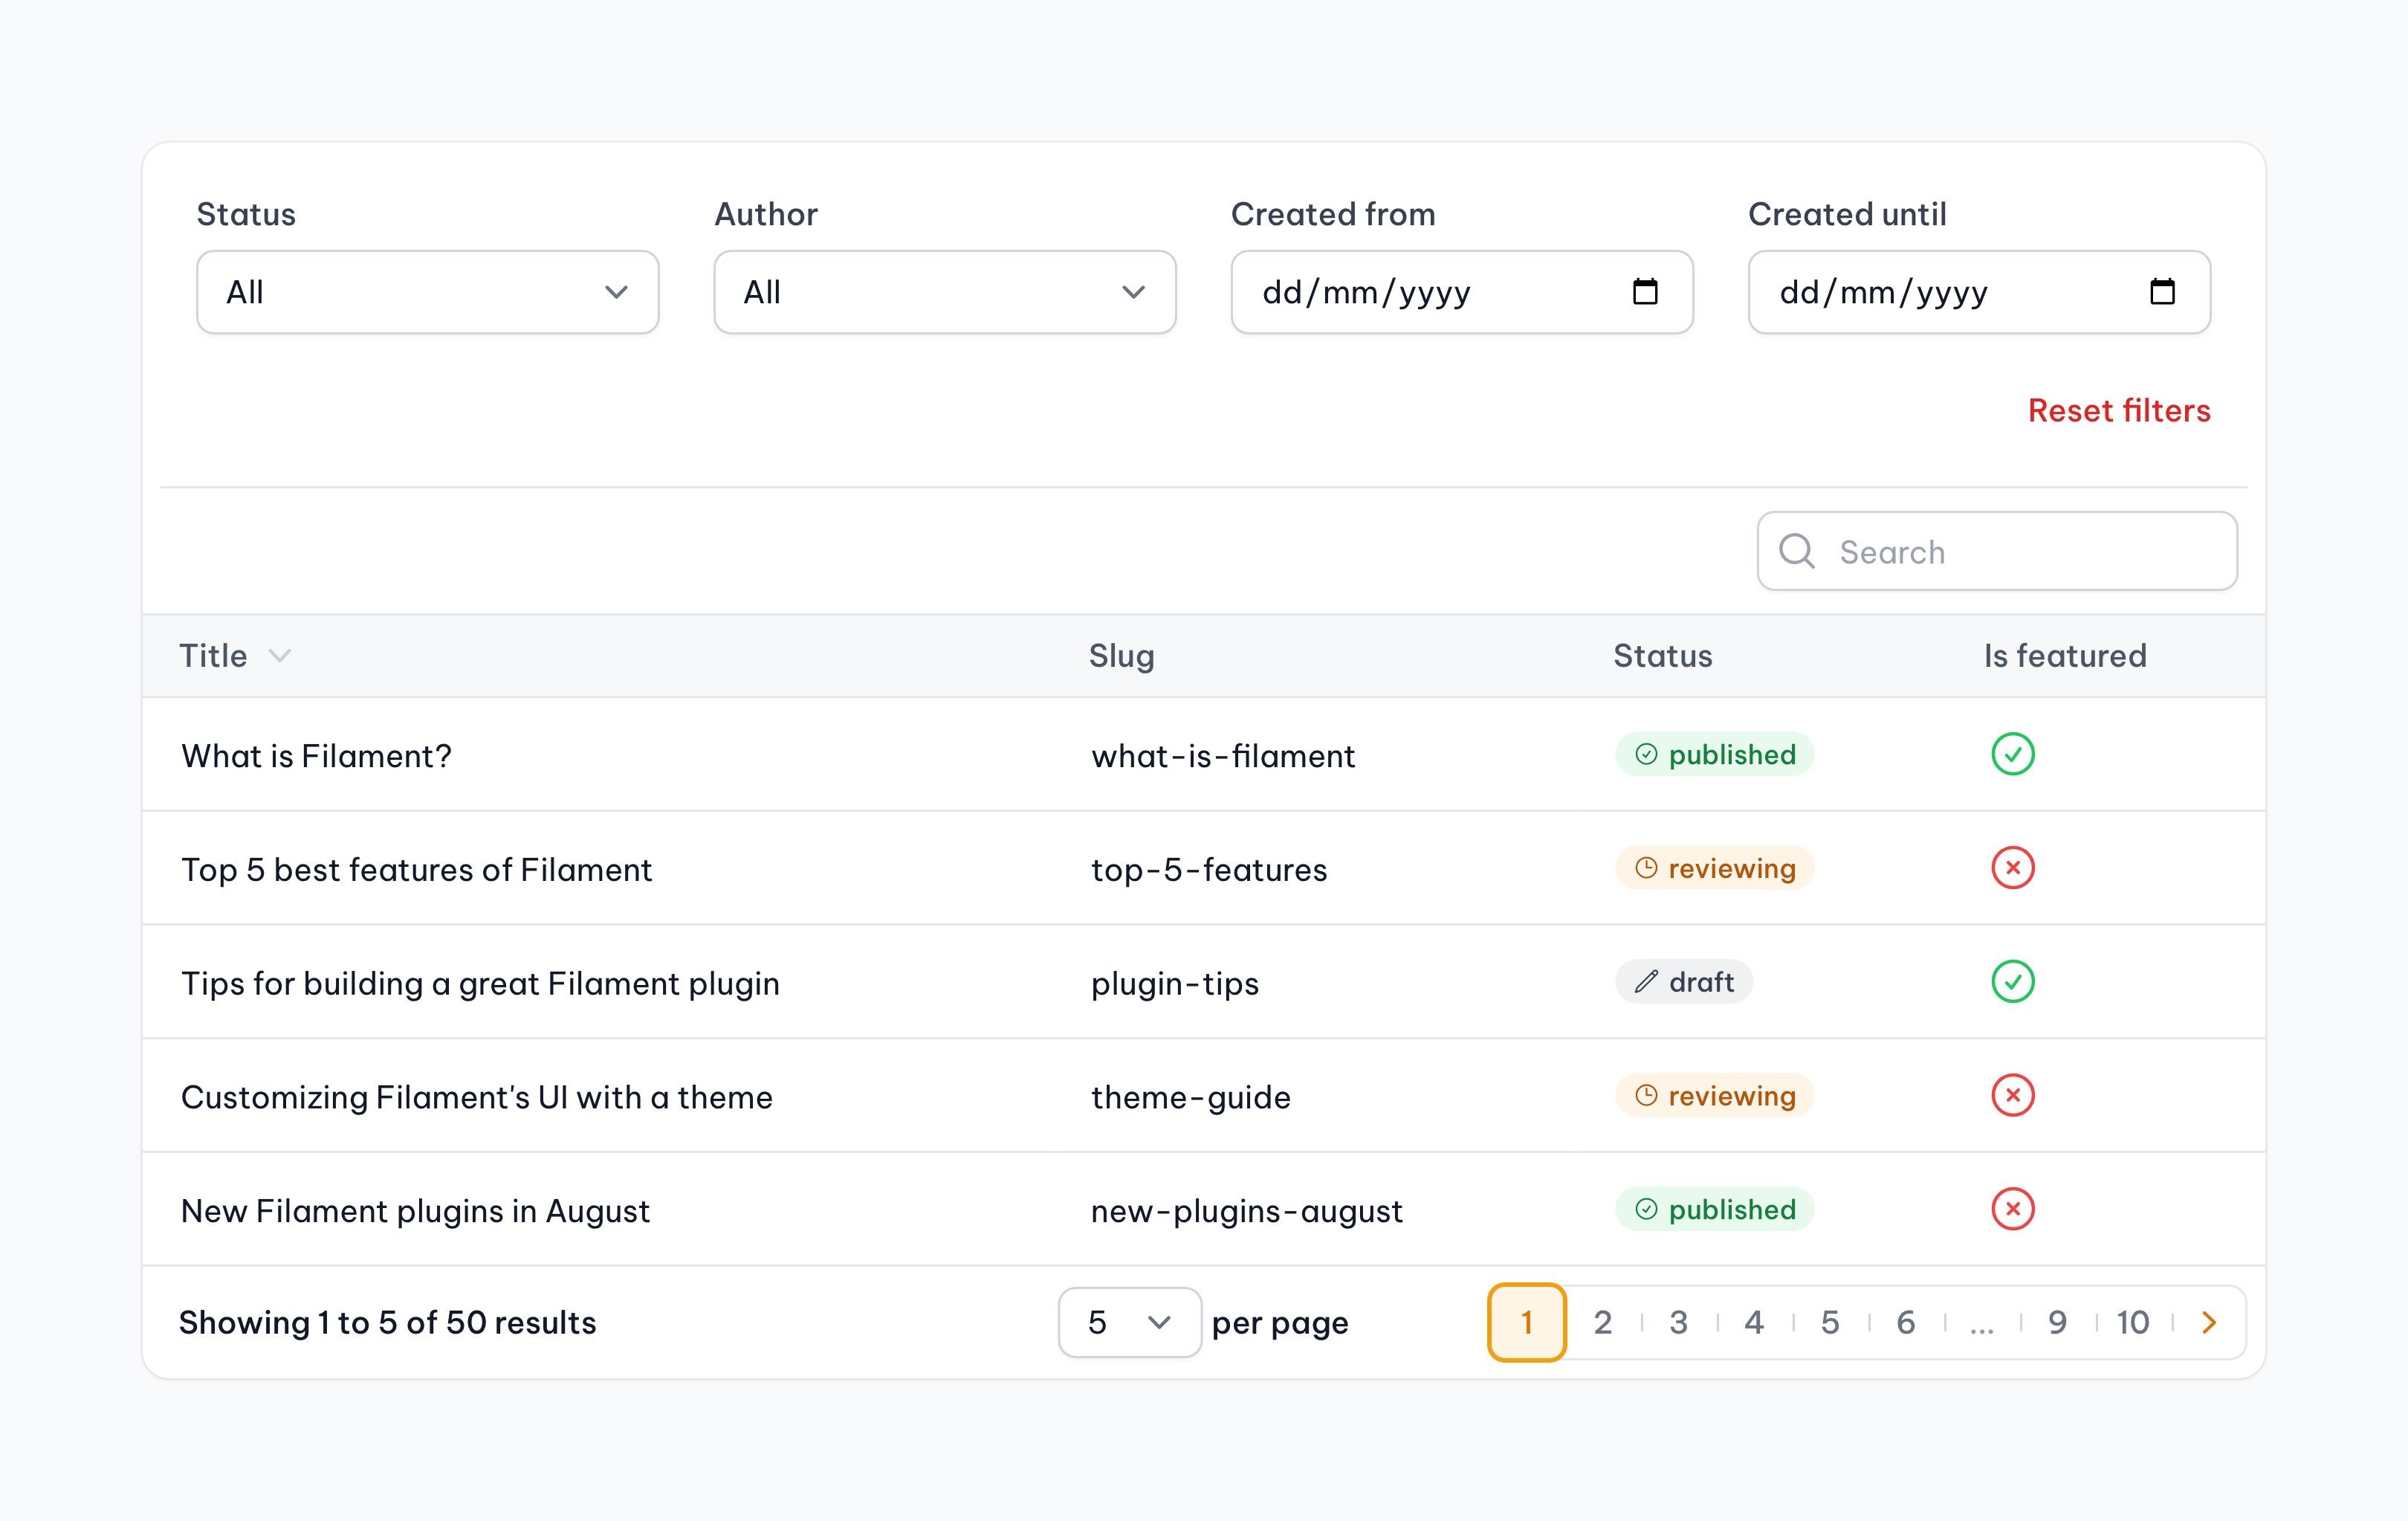 Status Author Created from Created until
All All dd/mm/yyyy dd/mm/yyyy
Reset filters
Search
Title Slug Status Is featured
What is Filament? what-is-filament published
Top 5 best features of Filament top-5-features reviewing
Tips for building a great Filament plugin plugin-tips draft
Customizing Filament's UI with a theme theme-guide reviewing
New Filament plugins in August new-plugins-august published
Showing 1 to 5 of 50 results 5 per page 1 2 3 4 5 6 ... 9 10